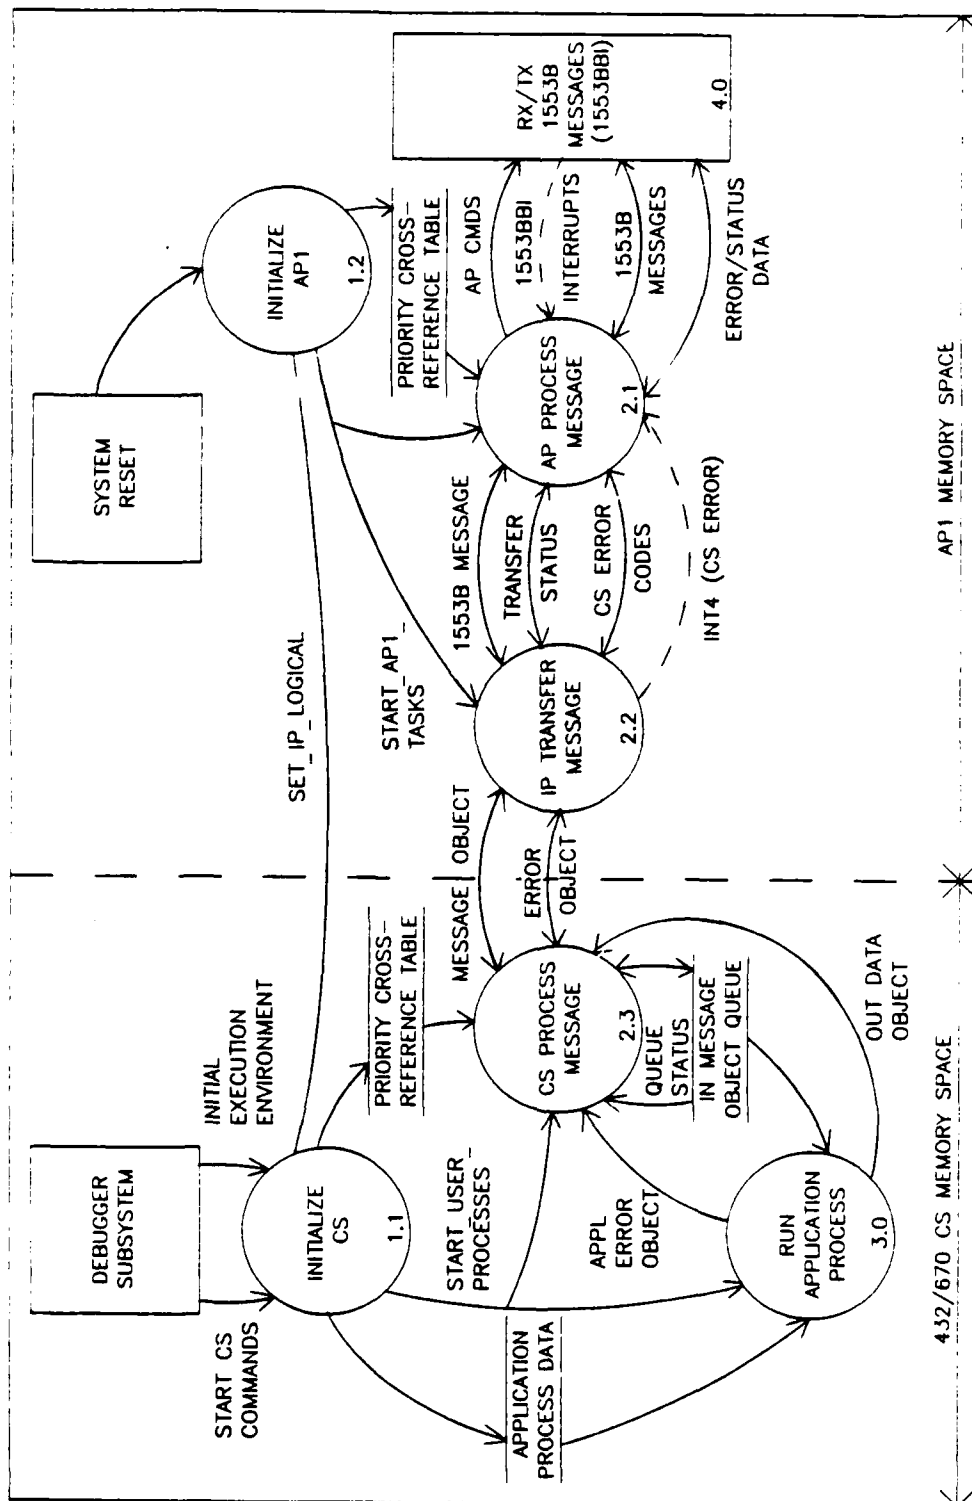 DEBUGGER
SUBSYSTEM
START CS
COMMANDS
INITIAL
EXECUTION
ENVIRONMENT
INITIALIZE
CS
1.1
SET_IP_LOGICAL
SYSTEM
RESET
INITIALIZE
AP1
1.2
PRIORITY CROSS-
REFERENCE TABLE
PRIORITY CROSS-
REFERENCE TABLE
START_AP1_
TASKS
START_USER_
PROCESSES
APPLICATION
PROCESS DATA
CS PROCESS
MESSAGE
2.3
MESSAGE OBJECT
ERROR
OBJECT
IP TRANSFER
MESSAGE
2.2
1553B MESSAGE
TRANSFER
STATUS
CS ERROR
CODES
INT4 (CS ERROR)
AP PROCESS
MESSAGE
2.1
AP CMDS
1553BBI
INTERRUPTS
1553B
MESSAGES
ERROR/STATUS
DATA
RX/TX
1553B
MESSAGES
(1553BBI)
4.0
QUEUE
STATUS
IN MESSAGE
OBJECT QUEUE
APPL
ERROR
OBJECT
OUT DATA
OBJECT
RUN
APPLICATION
PROCESS
3.0
432/670 CS MEMORY SPACE
AP1 MEMORY SPACE